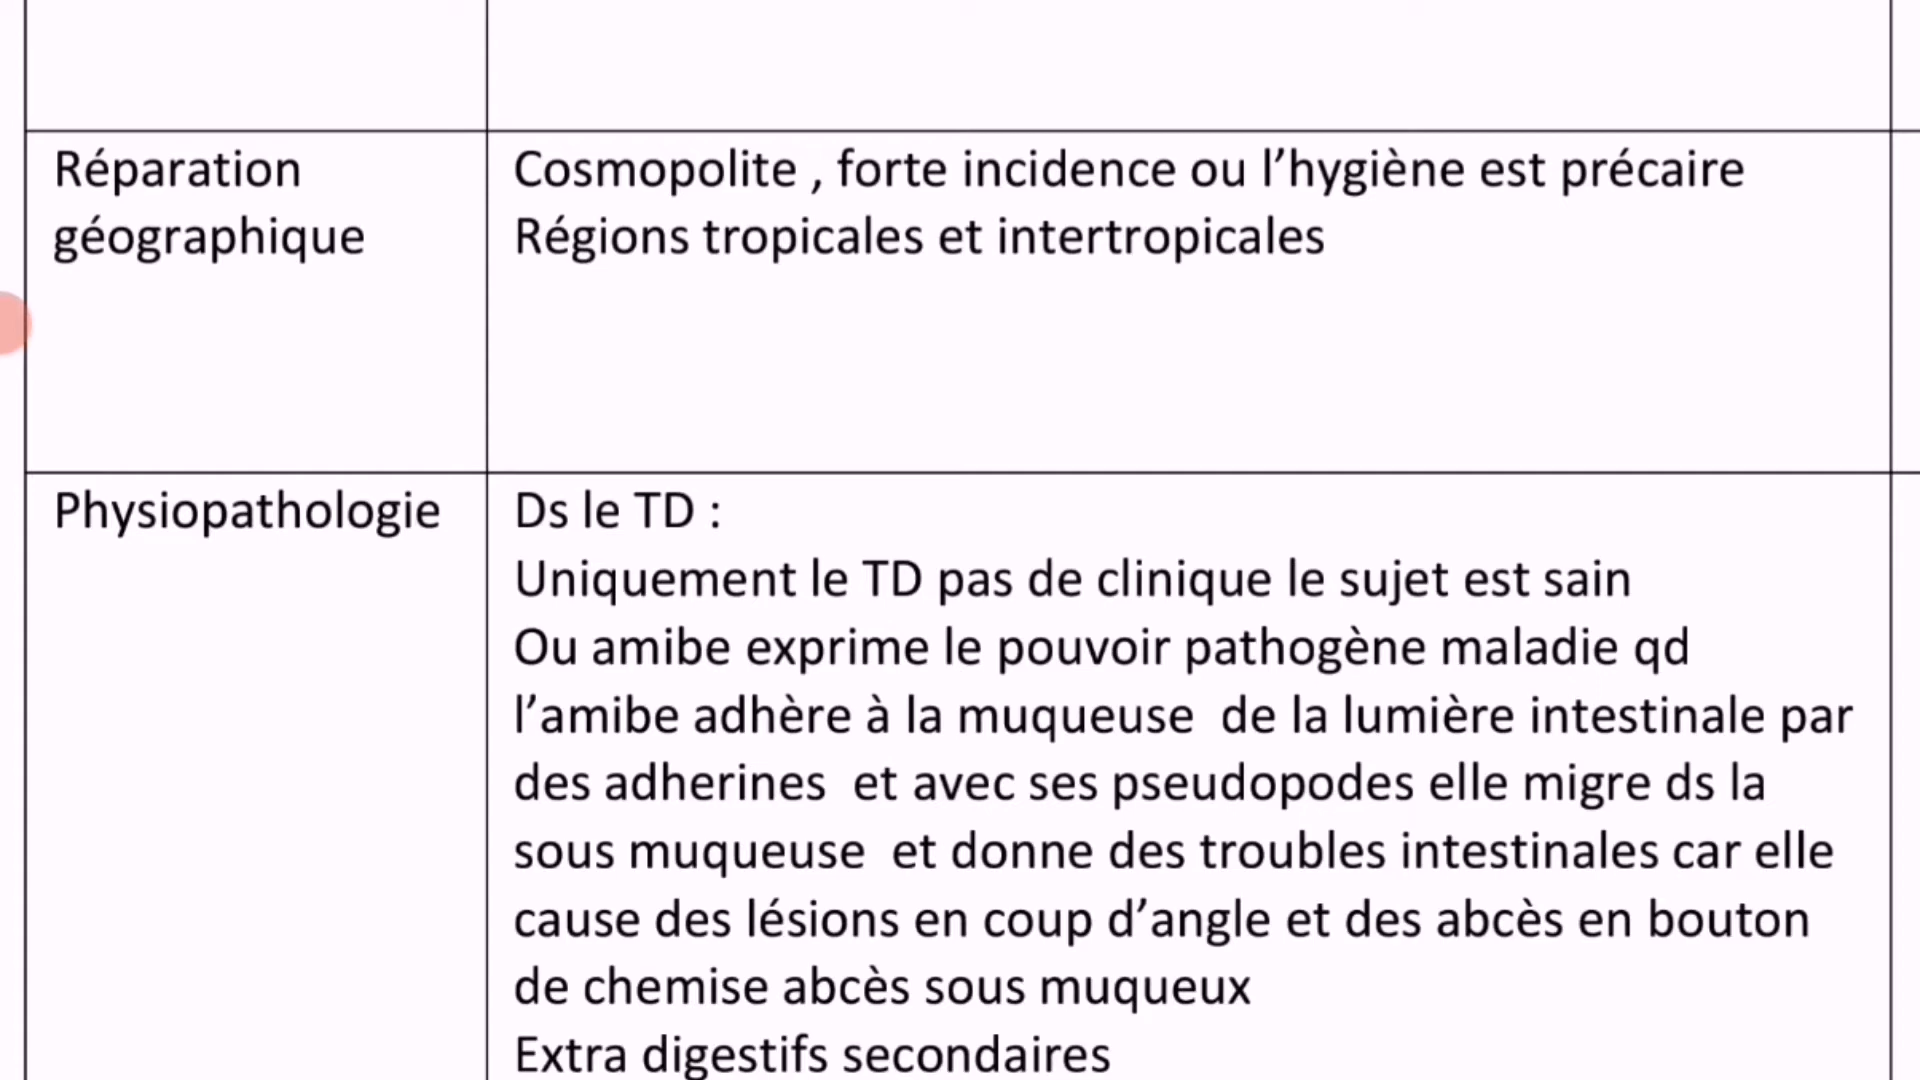 Réparation
géographique
Cosmopolite , forte incidence ou l’hygiène est précaire
Régions tropicales et intertropicales
Physiopathologie
Ds le TD :
Uniquement le TD pas de clinique le sujet est sain
Ou amibe exprime le pouvoir pathogène maladie qd
l’amibe adhère à la muqueuse  de la lumière intestinale par
des adherines  et avec ses pseudopodes elle migre ds la
sous muqueuse  et donne des troubles intestinales car elle
cause des lésions en coup d’angle et des abcès en bouton
de chemise abcès sous muqueux
Extra digestifs secondaires